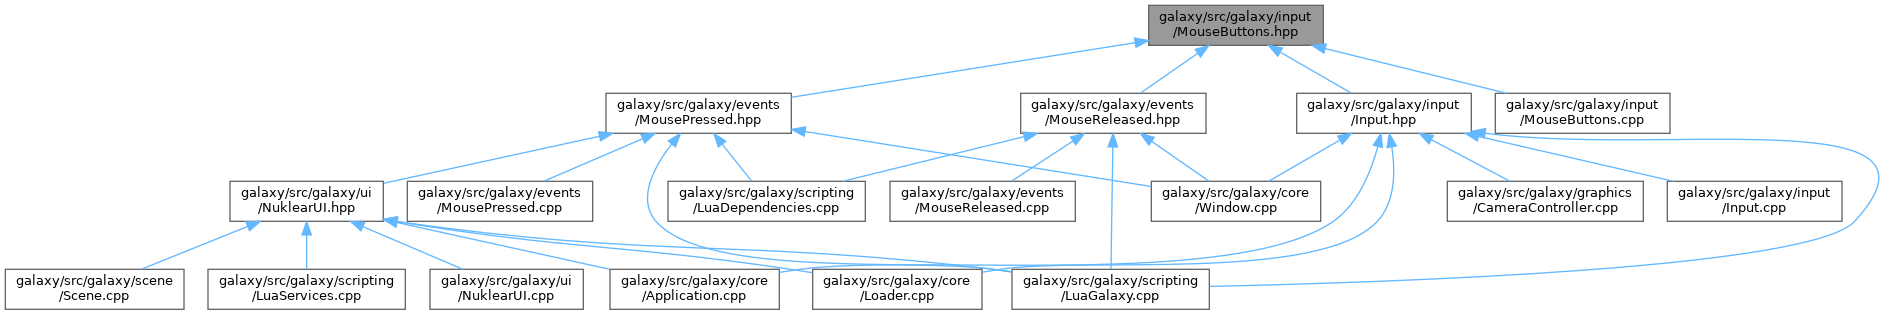 galaxy/src/galaxy/input
/MouseButtons.hpp
galaxy/src/galaxy/events
/MousePressed.hpp
galaxy/src/galaxy/events
/MouseReleased.hpp
galaxy/src/galaxy/input
/Input.hpp
galaxy/src/galaxy/input
/MouseButtons.cpp
galaxy/src/galaxy/ui
/NuklearUI.hpp
galaxy/src/galaxy/events
/MousePressed.cpp
galaxy/src/galaxy/scripting
/LuaDependencies.cpp
galaxy/src/galaxy/events
/MouseReleased.cpp
galaxy/src/galaxy/core
/Window.cpp
galaxy/src/galaxy/graphics
/CameraController.cpp
galaxy/src/galaxy/input
/Input.cpp
galaxy/src/galaxy/scene
/Scene.cpp
galaxy/src/galaxy/scripting
/LuaServices.cpp
galaxy/src/galaxy/ui
/NuklearUI.cpp
galaxy/src/galaxy/core
/Application.cpp
galaxy/src/galaxy/core
/Loader.cpp
galaxy/src/galaxy/scripting
/LuaGalaxy.cpp